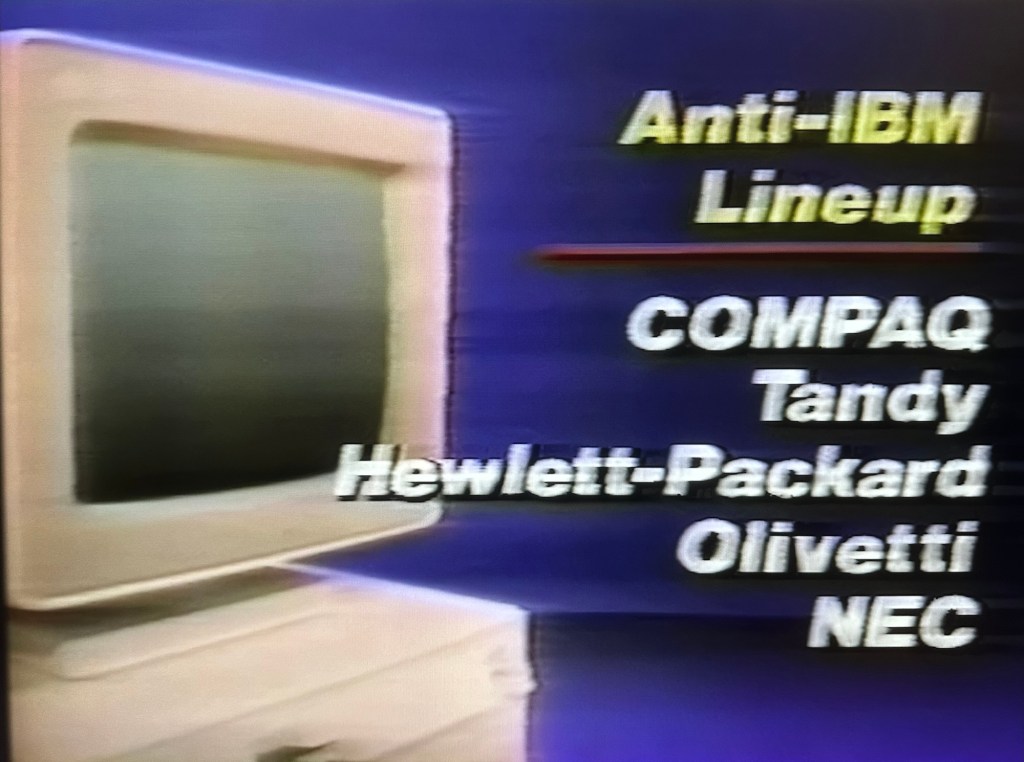 Anti-IBM
Lineup
COMPAQ
Tandy
Hewlett-Packard
Olivetti
NEC